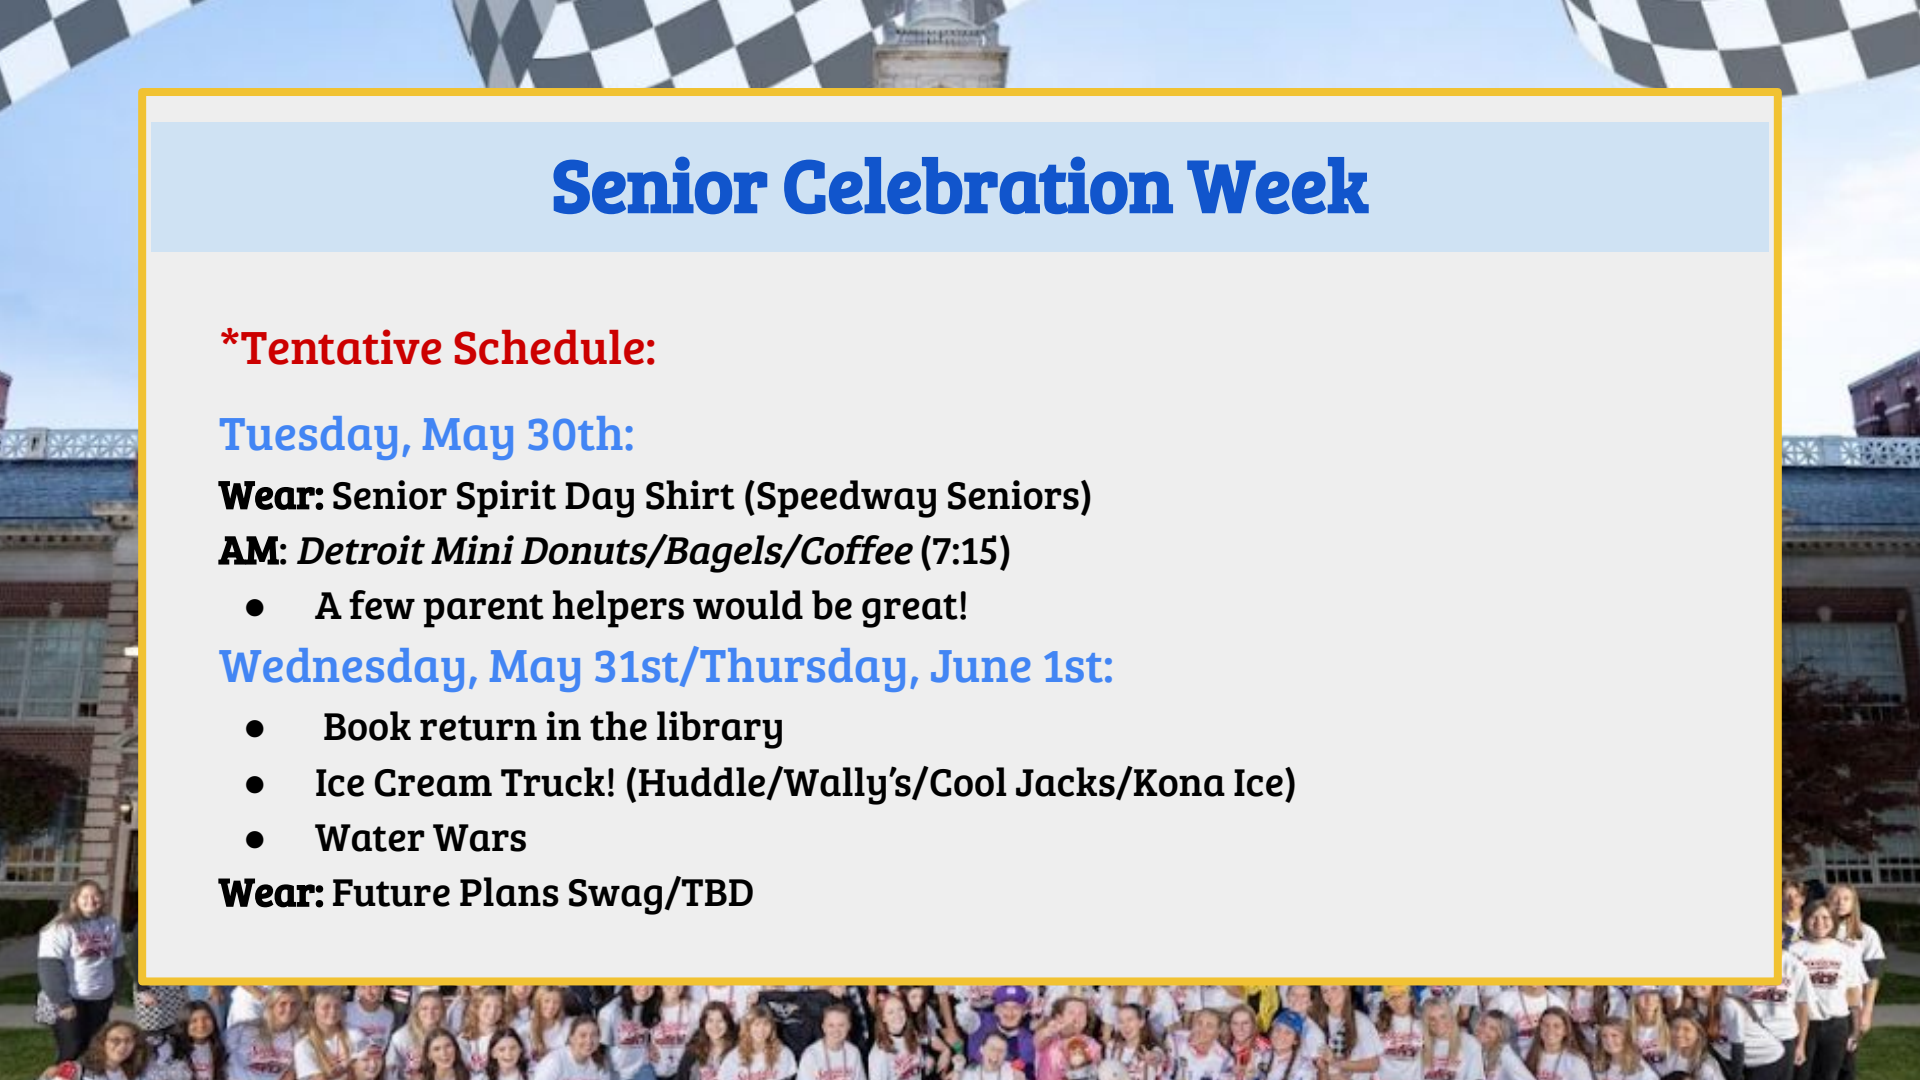 Senior Celebration Week
*Tentative Schedule:
Tuesday, May 30th:
Wear: Senior Spirit Day Shirt (Speedway Seniors)
AM: Detroit Mini Donuts/Bagels/Coffee (7:15)
● A few parent helpers would be great!
Wednesday, May 31st/Thursday, June 1st:
● Book return in the library
● Ice Cream Truck! (Huddle/Wally’s/Cool Jacks/Kona Ice)
● Water Wars
Wear: Future Plans Swag/TBD